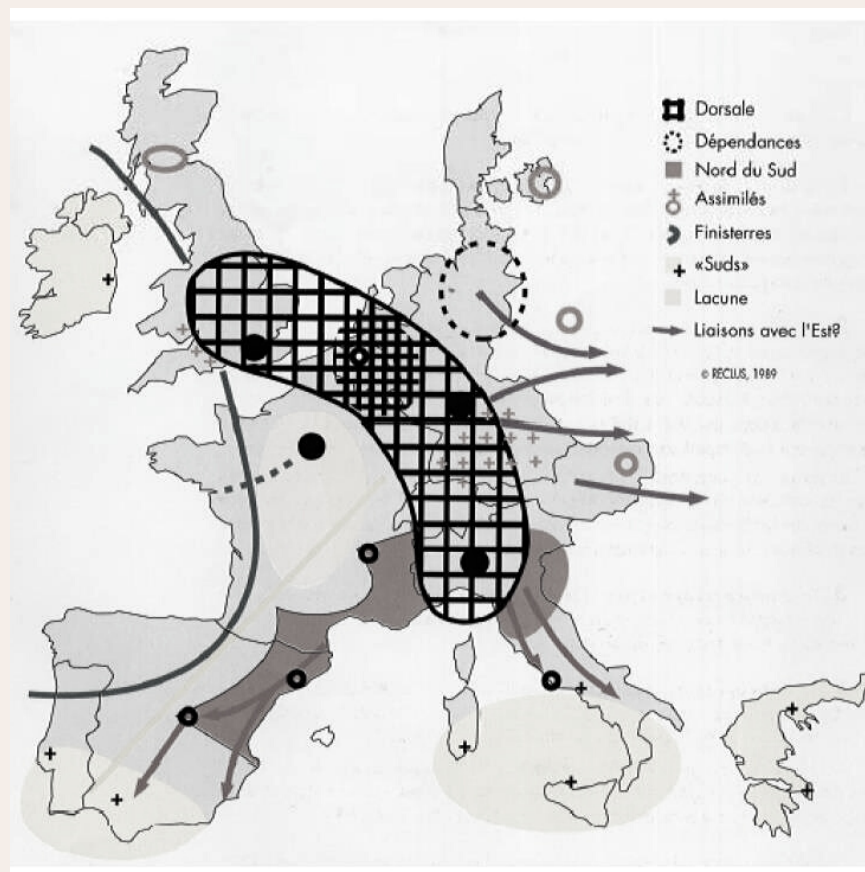 Dorsale
Dépendances
Nord du Sud
Assimilés
Finisterres
«Suds»
Lacune
Liaisons avec l'Est?
© RECLUS, 1989